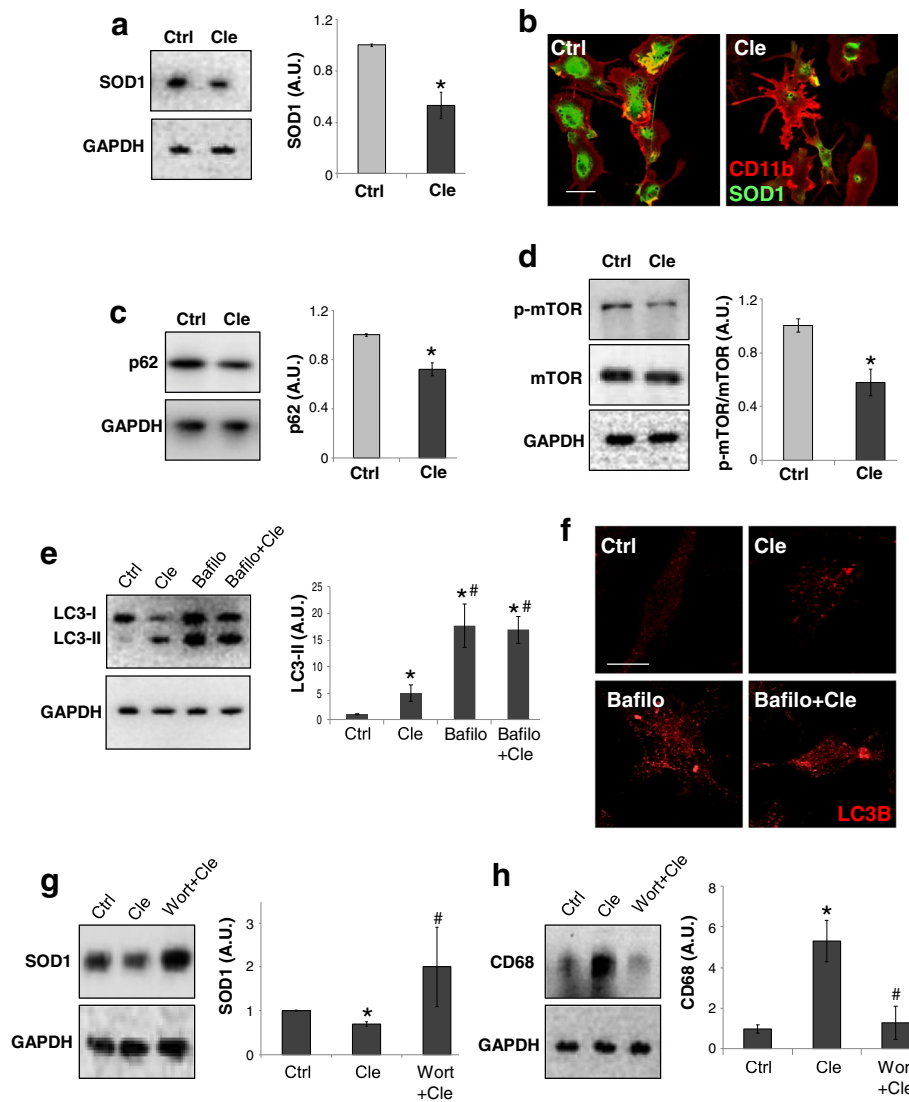 a
Ctrl Cle
SOD1
GAPDH
SOD1 (A.U.)
1.2
0.8
0.4
0
*
Ctrl Cle
b
Ctrl
Cle
CD11b
SOD1
c
Ctrl Cle
p62
GAPDH
p62 (A.U.)
1.2
0.8
0.4
0
*
Ctrl Cle
d
Ctrl Cle
p-mTOR
mTOR
GAPDH
p-mTOR/mTOR (A.U.)
1.2
0.8
0.4
0
*
Ctrl Cle
e
Ctrl Cle Bafilo Bafilo+Cle
LC3-I
LC3-II
GAPDH
LC3-II (A.U.)
25
20
15
10
5
0
* *# *#
Ctrl Cle Bafilo Bafilo
+Cle
f
Ctrl
Cle
Bafilo
Bafilo+Cle
LC3B
g
Ctrl Cle Wort+Cle
SOD1
GAPDH
SOD1 (A.U.)
3
2
1
0
* #
Ctrl Cle Wort
+Cle
h
Ctrl Cle Wort+Cle
CD68
GAPDH
CD68 (A.U.)
8
6
4
2
0
* #
Ctrl Cle Wor
+Cle